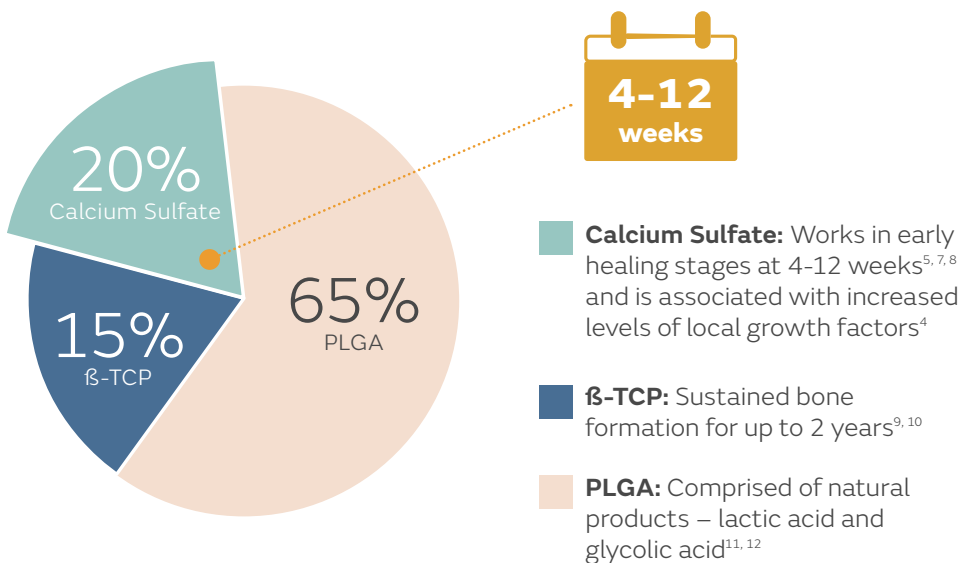 4-12
weeks
20%
Calcium Sulfate
65%
PLGA
15%
ß-TCP
Calcium Sulfate: Works in early
healing stages at 4-12 weeks5, 7, 8
and is associated with increased
levels of local growth factors4
ß-TCP: Sustained bone
formation for up to 2 years9, 10
PLGA: Comprised of natural
products – lactic acid and
glycolic acid11, 12